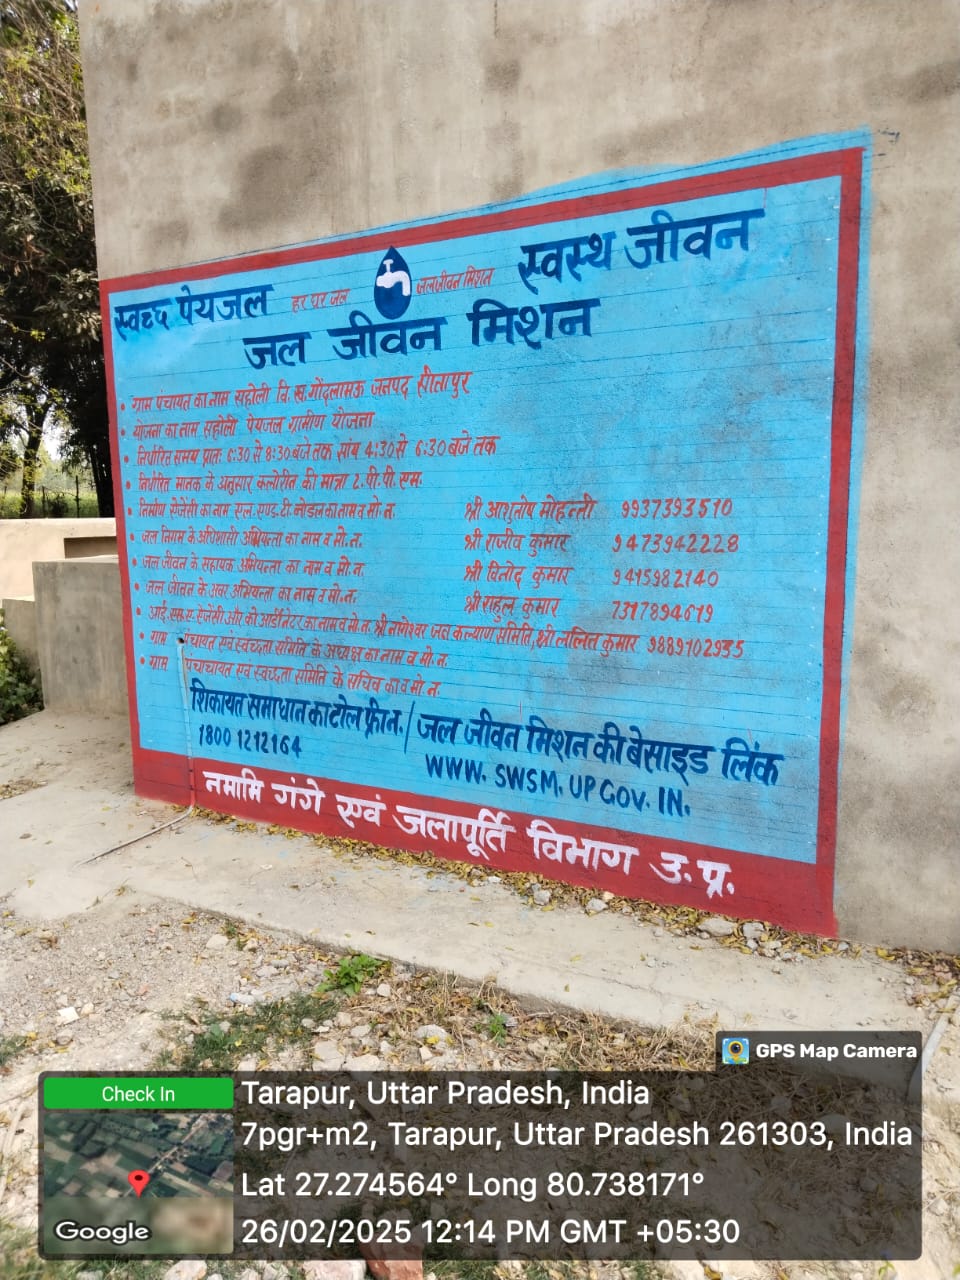 स्वच्छ पेयजल हर घर जल जलजीवन मिशन स्वस्थ जीवन
जल जीवन मिशन
• ग्राम पंचायत का नाम सहोली वि.ख. गोंदलामऊ जनपद सीतापुर
• योजना का नाम सहोली पेयजल ग्रामीण योजना
• निर्धारित समय प्रातः 6:30 से 8:30 बजे तक सांय 4:30 से 6:30 बजे तक
• निर्धारित मानक के अनुसार क्लोरीन की मात्रा 2.पी.पी.एम.
• निर्माण ऐजेंसी का नाम एल.एण्ड.टी.नोडल का नाम व मो.न. श्री आशुतोष मोहन्ती 9937393510
• जल निगम के अधिशासी अभियन्ता का नाम व मो.न. श्री राजीव कुमार 9473942228
• जल जीवन के सहायक अभियन्ता का नाम व मो.न. श्री विनोद कुमार 9415982140
• जल जीवन के अवर अभियन्ता का नाम व मो.न. श्री राहुल कुमार 7317894619
• आई.एस.ए.ऐजेंसी और को आर्डीनेटर का नाम व मो.न. श्री नागेश्वर जन कल्याण समिति, श्री ललित कुमार 9889102935
• ग्राम पंचायत एवं स्वच्छता समिति के अध्यक्ष का नाम व मो.न.
• ग्राम पंचाचायत एवं स्वच्छता समिति के सचिव का व मो.न.
शिकायत समाधान का टोल फ्री न. / जल जीवन मिशन की बेसाइड लिंक
1800 1212164 WWW. SWSM. UP GOV. IN.
नमामि गंगे एवं जलापूर्ति विभाग उ.प्र.
GPS Map Camera
Check In
Tarapur, Uttar Pradesh, India
7pgr+m2, Tarapur, Uttar Pradesh 261303, India
Lat 27.274564° Long 80.738171°
26/02/2025 12:14 PM GMT +05:30
Google